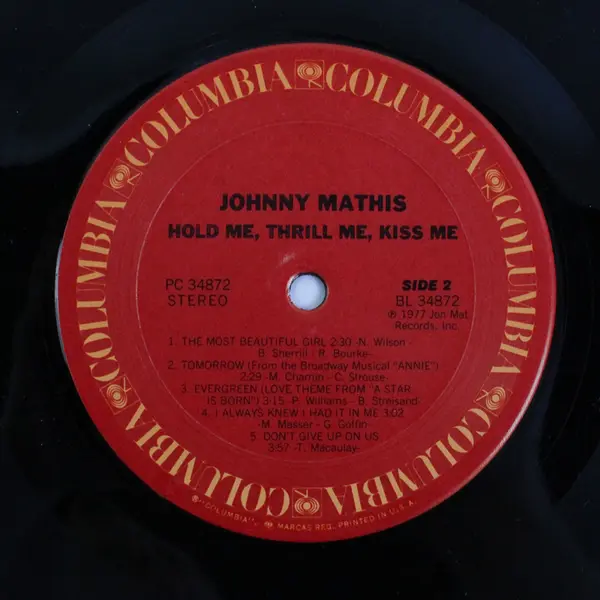 COLUMBIA COLUMBIA COLUMBIA COLUMBIA COLUMBIA COLUMBIA
JOHNNY MATHIS
HOLD ME, THRILL ME, KISS ME
PC 34872
STEREO
SIDE 2
BL 34872
℗ 1977 Jon Mat
Records, Inc.
1. THE MOST BEAUTIFUL GIRL 2:30 -N. Wilson -
B. Sherrill - R. Bourke-
2. TOMORROW (From the Broadway Musical "ANNIE")
2:29 -M. Charnin - C. Strouse-
3. EVERGREEN (LOVE THEME FROM "A STAR
IS BORN") 3:15 -P. Williams - B. Streisand-
4. I ALWAYS KNEW I HAD IT IN ME 3:02
-M. Masser - G. Goffin-
5. DON'T GIVE UP ON US
3:57 -T. Macaulay-
"COLUMBIA", MARCAS REG. PRINTED IN U.S.A.